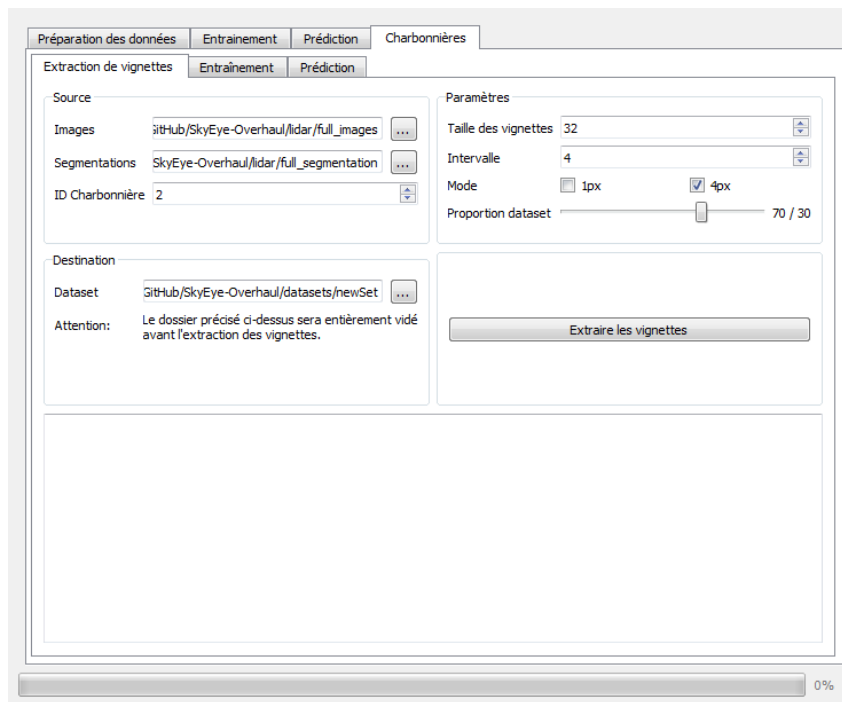 Préparation des données Entrainement Prédiction Charbonnières
Extraction de vignettes Entraînement Prédiction
Source
Images GitHub/SkyEye-Overhaul/lidar/full_images ...
Segmentations SkyEye-Overhaul/lidar/full_segmentation ...
ID Charbonnière 2
Paramètres
Taille des vignettes 32
Intervalle 4
Mode 1px 4px
Proportion dataset 70 / 30
Destination
Dataset GitHub/SkyEye-Overhaul/datasets/newSet ...
Attention: Le dossier précisé ci-dessus sera entièrement vidé
avant l'extraction des vignettes.
Extraire les vignettes
0%